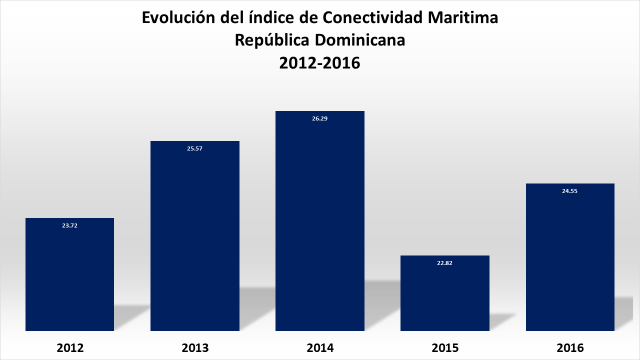 Evolución del índice de Conectividad Maritima
República Dominicana
2012-2016
23.72
25.57
26.29
22.82
24.55
2012 2013 2014 2015 2016